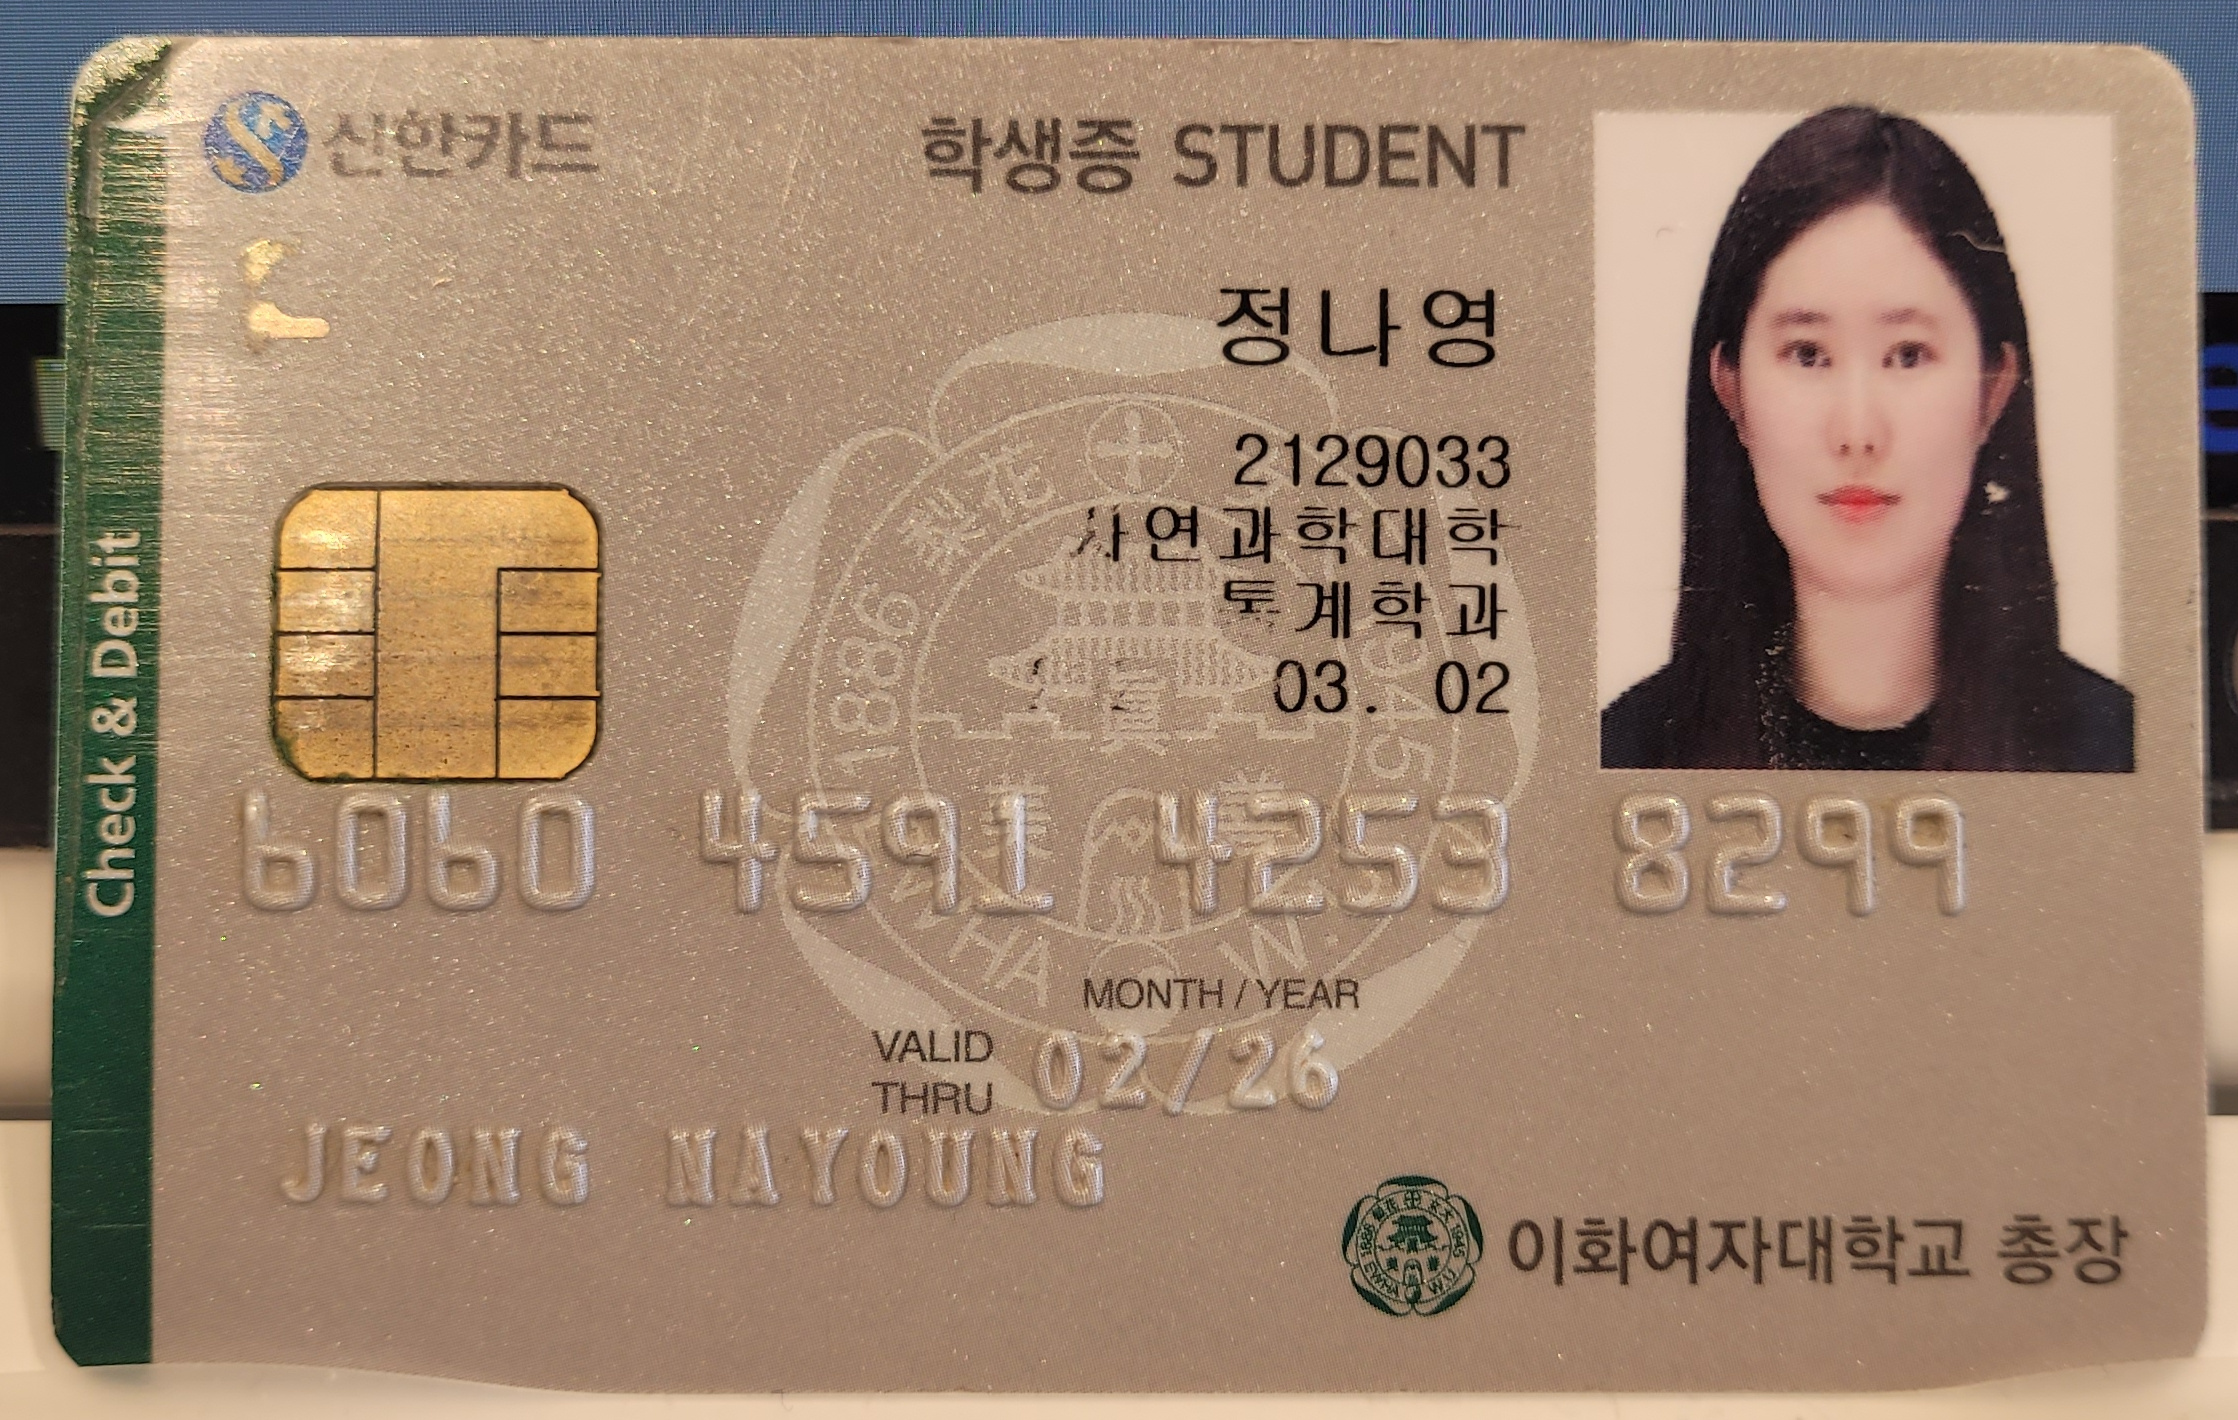 신한카드
학생증 STUDENT
정나영
2129033
자연과학대학
통계학과
03. 02
Check & Debit
6060 4591 4253 8299
MONTH / YEAR
VALID THRU 02/26
JEONG NAYOUNG
이화여자대학교 총장